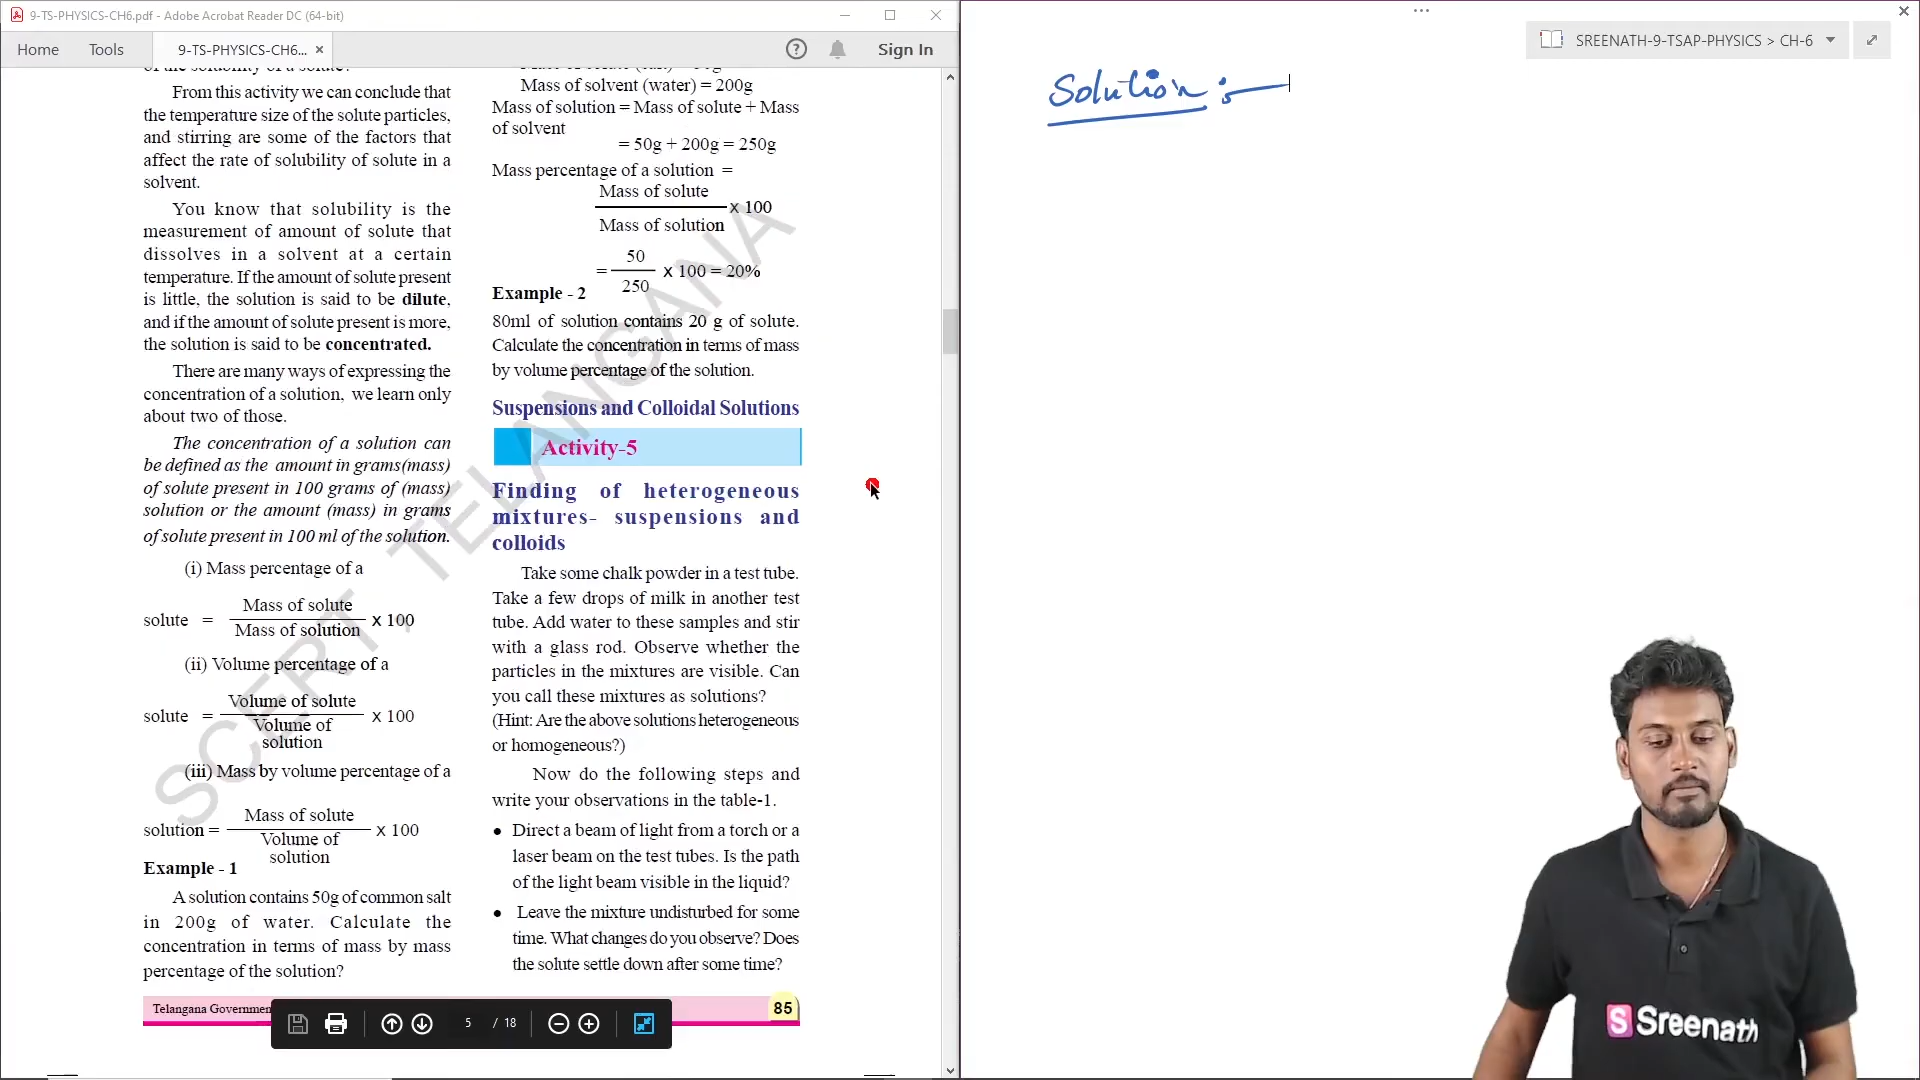 9-TS-PHYSICS-CH6.pdf - Adobe Acrobat Reader DC (64-bit)
Home Tools 9-TS-PHYSICS-CH6... × ? Sign In
of the solubility of a solute?
From this activity we can conclude that
the temperature size of the solute particles,
and stirring are some of the factors that
affect the rate of solubility of solute in a
solvent.
You know that solubility is the
measurement of amount of solute that
dissolves in a solvent at a certain
temperature. If the amount of solute present
is little, the solution is said to be dilute,
and if the amount of solute present is more,
the solution is said to be concentrated.
There are many ways of expressing the
concentration of a solution, we learn only
about two of those.
The concentration of a solution can
be defined as the amount in grams(mass)
of solute present in 100 grams of (mass)
solution or the amount (mass) in grams
of solute present in 100 ml of the solution.
(i) Mass percentage of a
solute = Mass of solute / Mass of solution x 100
(ii) Volume percentage of a
solute = Volume of solute / Volume of solution x 100
(iii) Mass by volume percentage of a
solution = Mass of solute / Volume of solution x 100
Example - 1
A solution contains 50g of common salt
in 200g of water. Calculate the
concentration in terms of mass by mass
percentage of the solution?
Mass of solvent (water) = 200g
Mass of solution = Mass of solute + Mass
of solvent
= 50g + 200g = 250g
Mass percentage of a solution =
Mass of solute / Mass of solution x 100
= 50 / 250 x 100 = 20%
Example - 2
80ml of solution contains 20 g of solute.
Calculate the concentration in terms of mass
by volume percentage of the solution.
Suspensions and Colloidal Solutions
Activity-5
Finding of heterogeneous
mixtures- suspensions and
colloids
Take some chalk powder in a test tube.
Take a few drops of milk in another test
tube. Add water to these samples and stir
with a glass rod. Observe whether the
particles in the mixtures are visible. Can
you call these mixtures as solutions?
(Hint: Are the above solutions heterogeneous
or homogeneous?)
Now do the following steps and
write your observations in the table-1.
• Direct a beam of light from a torch or a
laser beam on the test tubes. Is the path
of the light beam visible in the liquid?
• Leave the mixture undisturbed for some
time. What changes do you observe? Does
the solute settle down after some time?
SCERT, TELANGANA
Telangana Governmen
85
5 / 18
SREENATH-9-TSAP-PHYSICS > CH-6
Solution :-
S Sreenath